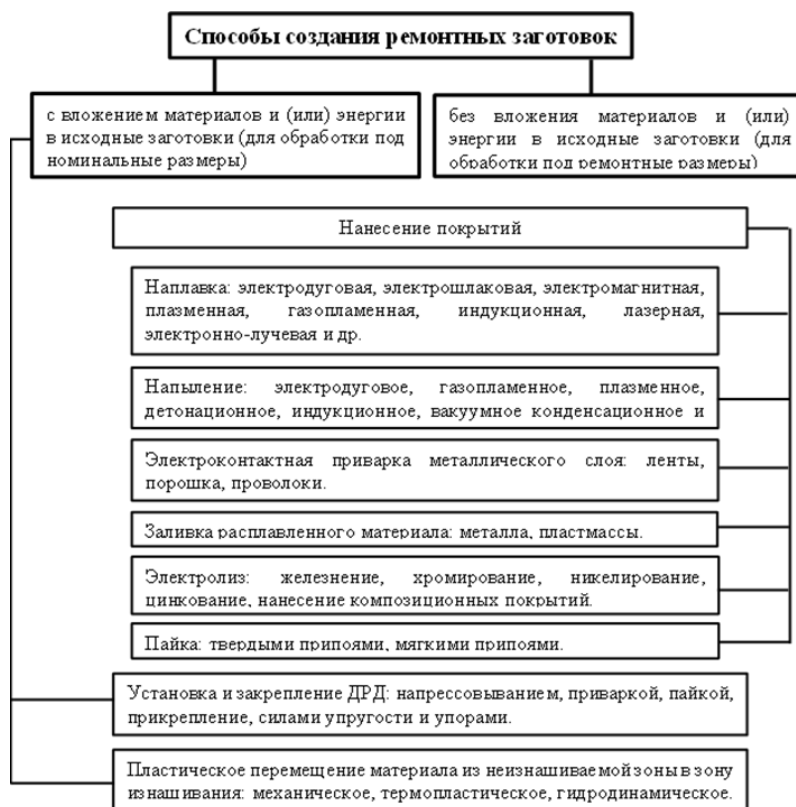 Способы создания ремонтных заготовок
с вложением материалов и (или) энергии
в исходные заготовки (для обработки под
номинальные размеры)
без вложения материалов и (или)
энергии в исходные заготовки (для
обработки под ремонтные размеры)
Нанесение покрытий
Наплавка: электродуговая, электрошлаковая, электромагнитная,
плазменная, газопламенная, индукционная, лазерная,
электронно-лучевая и др.
Напыление: электродуговое, газопламенное, плазменное,
детонационное, индукционное, вакуумное конденсационное и
Электроконтактная приварка металлического слоя: ленты,
порошка, проволоки.
Заливка расплавленного материала: металла, пластмассы.
Электролиз: железнение, хромирование, никелирование,
цинкование, нанесение композиционных покрытий.
Пайка: твердыми припоями, мягкими припоями.
Установка и закрепление ДРД: напрессовыванием, приваркой, пайкой,
прикрепление, силами упругости и упорами.
Пластическое перемещение материала из неизнашиваемой зоны в зону
изнашивания: механическое, термопластическое, гидродинамическое.